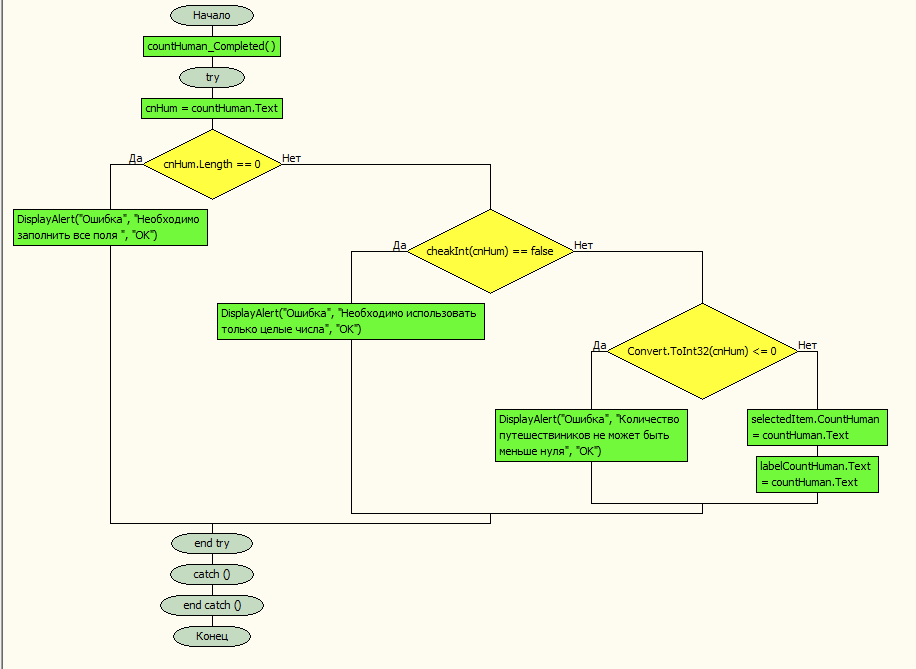 Начало
countHuman_Completed( )
try
cnHum = countHuman.Text
Да
cnHum.Length == 0
Нет
DisplayAlert("Ошибка", "Необходимо
заполнить все поля ", "OK")
Да
cheakInt(cnHum) == false
Нет
DisplayAlert("Ошибка", "Необходимо использовать
только целые числа", "OK")
Да
Convert.ToInt32(cnHum) <= 0
Нет
DisplayAlert("Ошибка", "Количество
путешествиников не может быть
меньше нуля", "OK")
selectedItem.CountHuman
= countHuman.Text
labelCountHuman.Text
= countHuman.Text
end try
catch ()
end catch ()
Конец